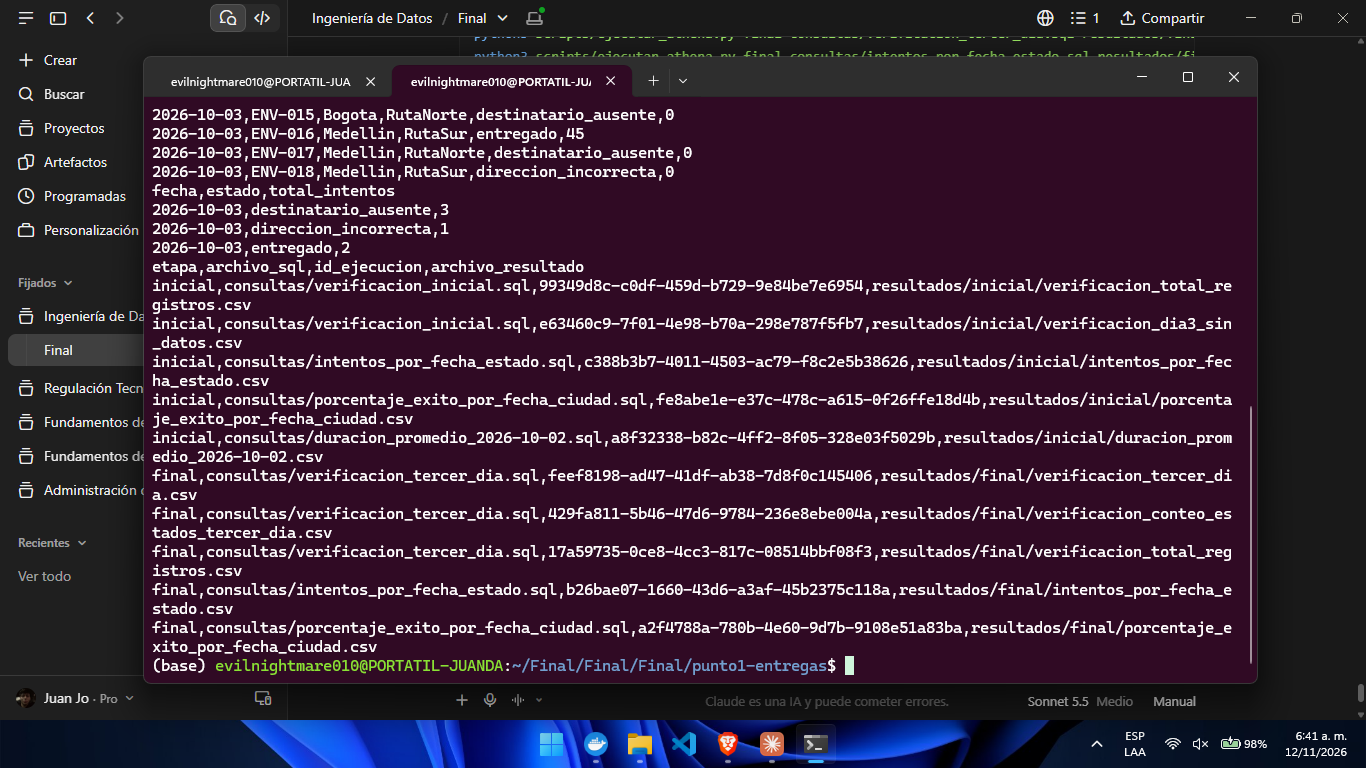 Ingeniería de Datos / Final
1
Compartir
Crear
Buscar
Proyectos
Artefactos
Programadas
Personalización
Fijados
Ingeniería de Da
Final
Regulación Tecn
Fundamentos de
Fundamentos de
Administración
Recientes
Ver todo
Juan Jo · Pro
evilnightmare010@PORTATIL-JUA
evilnightmare010@PORTATIL-JUA
2026-10-03,ENV-015,Bogota,RutaNorte,destinatario_ausente,0
2026-10-03,ENV-016,Medellin,RutaSur,entregado,45
2026-10-03,ENV-017,Medellin,RutaNorte,destinatario_ausente,0
2026-10-03,ENV-018,Medellin,RutaSur,direccion_incorrecta,0
fecha,estado,total_intentos
2026-10-03,destinatario_ausente,3
2026-10-03,direccion_incorrecta,1
2026-10-03,entregado,2
etapa,archivo_sql,id_ejecucion,archivo_resultado
inicial,consultas/verificacion_inicial.sql,99349d8c-c0df-459d-b729-9e84be7e6954,resultados/inicial/verificacion_total_re
gistros.csv
inicial,consultas/verificacion_inicial.sql,e63460c9-7f01-4e98-b70a-298e787f5fb7,resultados/inicial/verificacion_dia3_sin
_datos.csv
inicial,consultas/intentos_por_fecha_estado.sql,c388b3b7-4011-4503-ac79-f8c2e5b38626,resultados/inicial/intentos_por_fec
ha_estado.csv
inicial,consultas/porcentaje_exito_por_fecha_ciudad.sql,fe8abe1e-e37c-478c-a615-0f26ffe18d4b,resultados/inicial/porcenta
je_exito_por_fecha_ciudad.csv
inicial,consultas/duracion_promedio_2026-10-02.sql,a8f32338-b82c-4ff2-8f05-328e03f5029b,resultados/inicial/duracion_prom
edio_2026-10-02.csv
final,consultas/verificacion_tercer_dia.sql,feef8198-ad47-41df-ab38-7d8f0c145406,resultados/final/verificacion_tercer_di
a.csv
final,consultas/verificacion_tercer_dia.sql,429fa811-5b46-47d6-9784-236e8ebe004a,resultados/final/verificacion_conteo_es
tados_tercer_dia.csv
final,consultas/verificacion_tercer_dia.sql,17a59735-0ce8-4cc3-817c-08514bbf08f3,resultados/final/verificacion_total_reg
istros.csv
final,consultas/intentos_por_fecha_estado.sql,b26bae07-1660-43d6-a3af-45b2375c118a,resultados/final/intentos_por_fecha_e
stado.csv
final,consultas/porcentaje_exito_por_fecha_ciudad.sql,a2f4788a-780b-4e60-9d7b-9108e51a83ba,resultados/final/porcentaje_e
xito_por_fecha_ciudad.csv
(base) evilnightmare010@PORTATIL-JUANDA:~/Final/Final/Final/punto1-entregas$
Claude es una IA y puede cometer errores.
Sonnet 5.5 Medio
Manual
ESP
LAA
98%
6:41 a. m.
12/11/2026